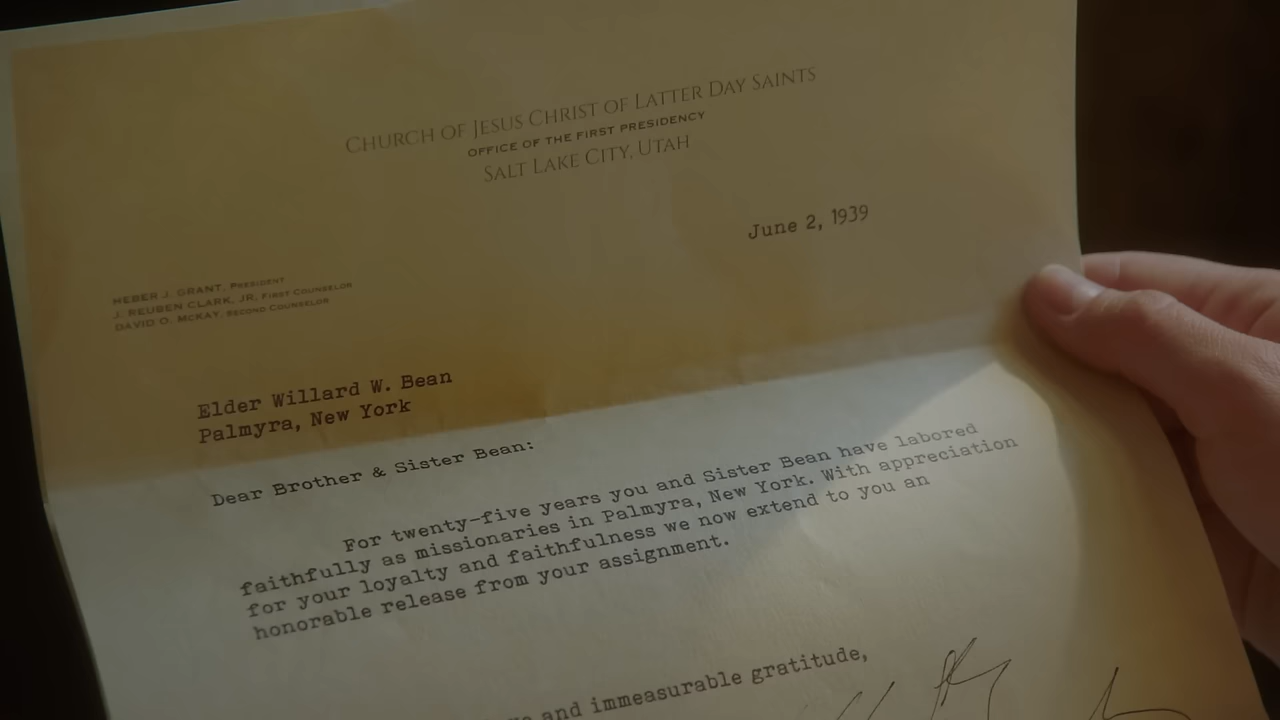 CHURCH OF JESUS CHRIST OF LATTER DAY SAINTS
OFFICE OF THE FIRST PRESIDENCY
SALT LAKE CITY, UTAH
June 2, 1939
HEBER J. GRANT, PRESIDENT
J. REUBEN CLARK, JR, FIRST COUNSELOR
DAVID O. MCKAY, SECOND COUNSELOR
Elder Willard W. Bean
Palmyra, New York
Dear Brother & Sister Bean:
For twenty-five years you and Sister Bean have labored
faithfully as missionaries in Palmyra, New York. With appreciation
for your loyalty and faithfulness we now extend to you an
honorable release from your assignment.
and immeasurable gratitude,